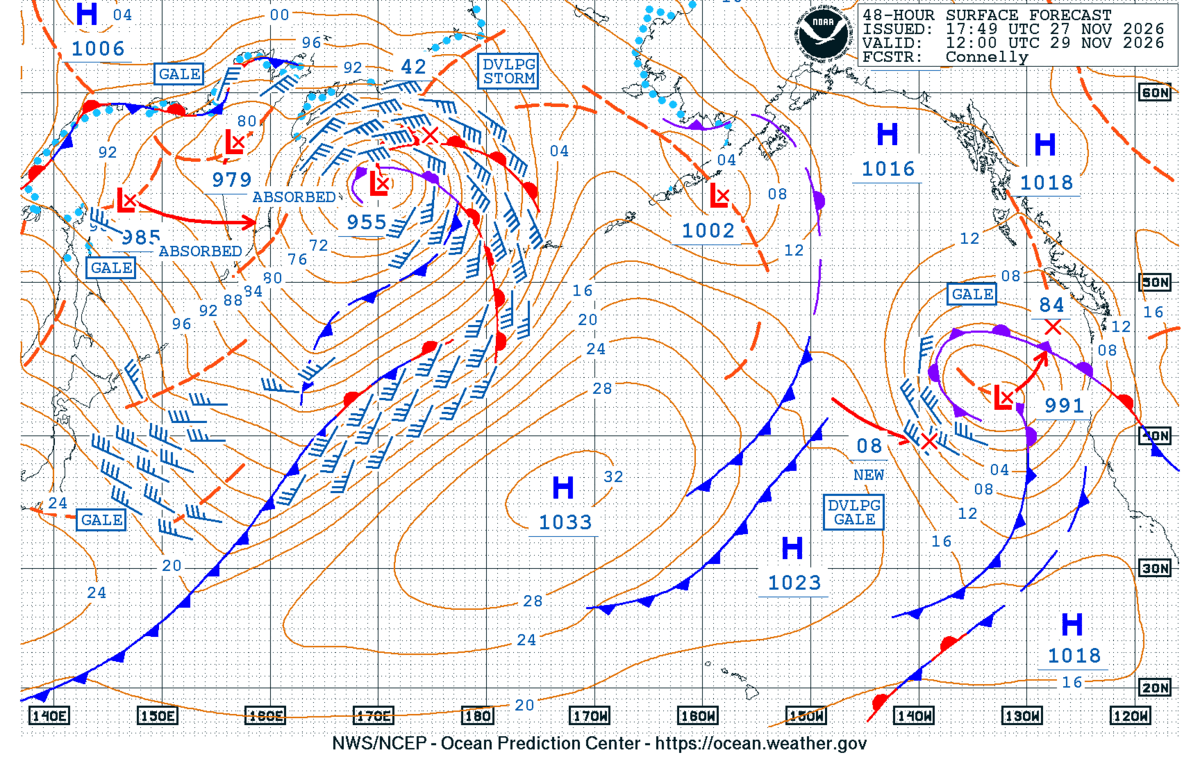 48-HOUR SURFACE FORECAST
ISSUED: 17:49 UTC 27 NOV 2026
VALID: 12:00 UTC 29 NOV 2026
FCSTR: Connelly
NOAA
H 04
1006
00
96
92
GALE
42
DVLPG
STORM
60N
80
92
979
L
04
04
H
1016
H
1018
ABSORBED
L
955
L
985
ABSORBED
GALE
72
76
80
84
88
92
96
08
L
1002
12
12
08
50N
16
20
24
28
GALE
84
12
16
08
L
991
40N
08
NEW
DVLPG
GALE
04
08
12
16
H
1033
32
24
GALE
20
24
H
1023
30N
28
24
20
H
1018
16
20N
140E
150E
160E
170E
180
170W
160W
150W
140W
130W
120W
NWS/NCEP - Ocean Prediction Center - https://ocean.weather.gov